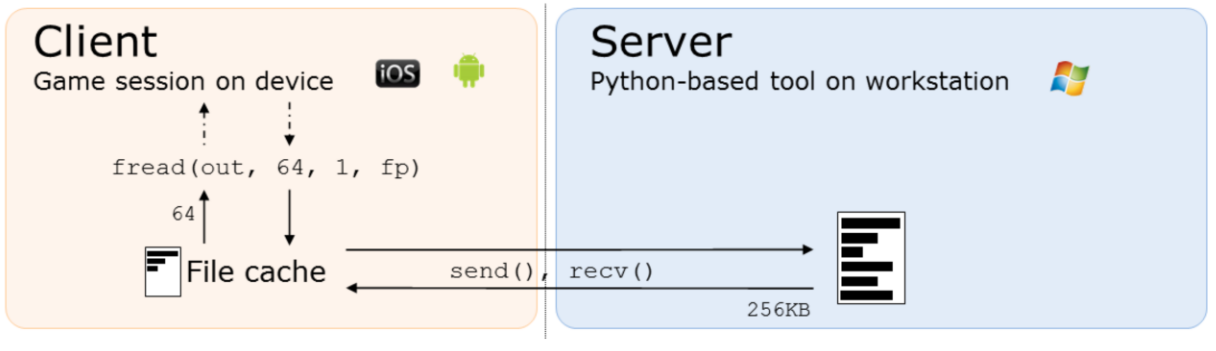 Client
Game session on device
iOS
fread(out, 64, 1, fp)
64
File cache
send(), recv()
256KB
Server
Python-based tool on workstation